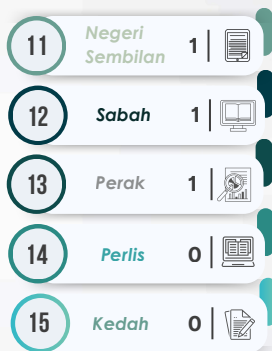 11 Negeri
Sembilan 1
12 Sabah 1
13 Perak 1
14 Perlis 0
15 Kedah 0